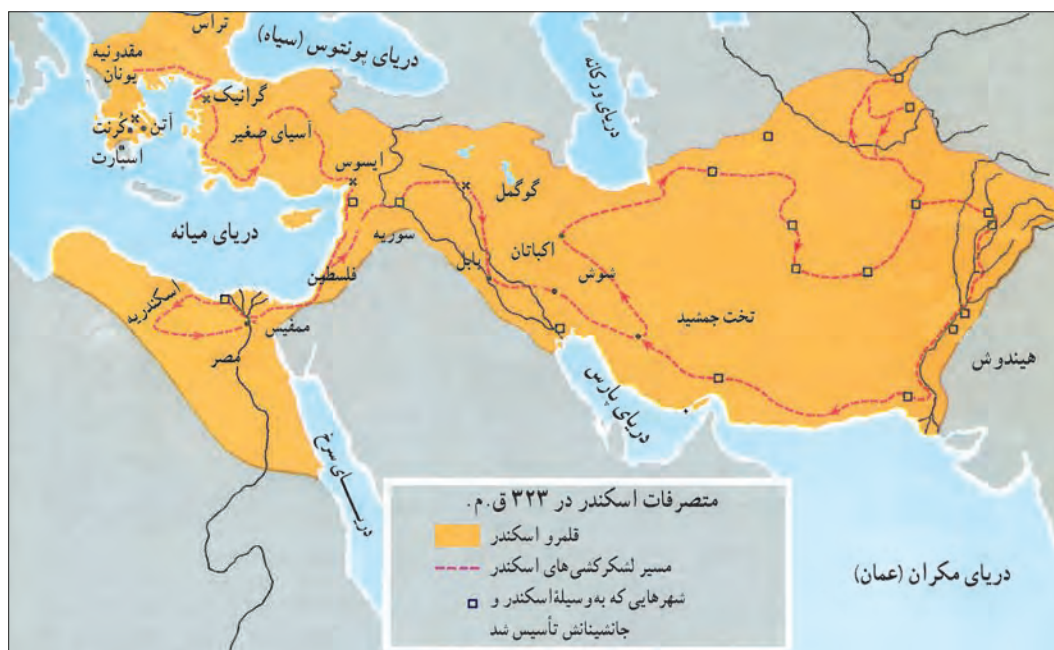 تراس
مقدونیه
یونان
دریای پونتوس (سیاه)
گرانیک
آتن
کُرنت
اسپارت
آسیای صغیر
ایسوس
دریای ورکانه
گوگمل
دریای میانه
سوریه
اکباتان
بابل
شوش
فلسطین
اسکندریه
ممفیس
تخت جمشید
مصر
هیندوش
دریای پارس
دریای سرخ
متصرفات اسکندر در ۳۲۳ ق.م.
قلمرو اسکندر
مسیر لشکرکشی‌های اسکندر
شهرهایی که به‌وسیلهٔ اسکندر و
جانشینانش تأسیس شد
دریای مکران (عمان)